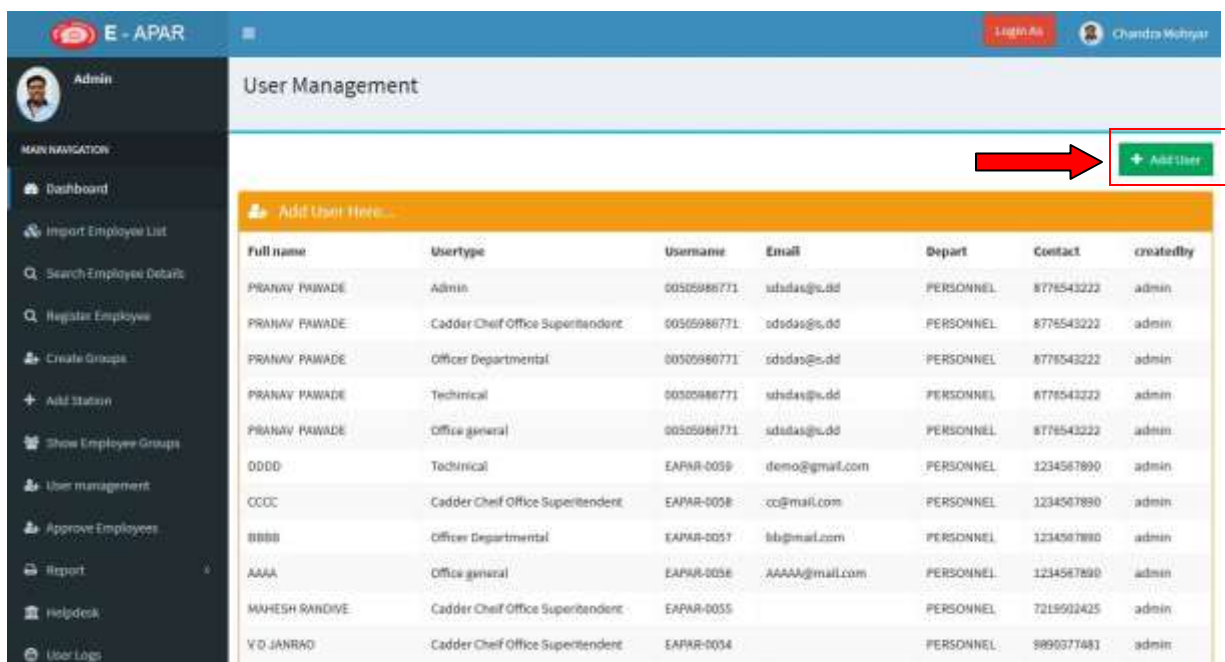 E - APAR
Login As
Chandra Mohiyar
Admin
User Management
MAIN NAVIGATION
+ Add User
Dashboard
Import Employee List
Search Employee Details
Register Employee
Create Groups
+ Add Station
Show Employee Groups
User management
Approve Employees
Report
Helpdesk
User Logs
Add User Here...
Full name Usertype Username Email Depart Contact createdby
PRANAV PAWADE Admin 00505986771 sdsdas@s.dd PERSONNEL 8776543222 admin
PRANAV PAWADE Cadder Cheif Office Superitendent 00505986771 sdsdas@s.dd PERSONNEL 8776543222 admin
PRANAV PAWADE Officer Departmental 00505986771 sdsdas@s.dd PERSONNEL 8776543222 admin
PRANAV PAWADE Techinical 00505986771 sdsdas@s.dd PERSONNEL 8776543222 admin
PRANAV PAWADE Office general 00505986771 sdsdas@s.dd PERSONNEL 8776543222 admin
DDDD Techinical EAPAR-0059 demo@gmail.com PERSONNEL 1234567890 admin
CCCC Cadder Cheif Office Superitendent EAPAR-0058 cc@mail.com PERSONNEL 1234567890 admin
BBBB Officer Departmental EAPAR-0057 bb@mail.com PERSONNEL 1234567890 admin
AAAA Office general EAPAR-0056 AAAAA@mail.com PERSONNEL 1234567890 admin
MAHESH RANDIVE Cadder Cheif Office Superitendent EAPAR-0055 PERSONNEL 7219502425 admin
V D JANRAO Cadder Cheif Office Superitendent EAPAR-0054 PERSONNEL 9890377481 admin